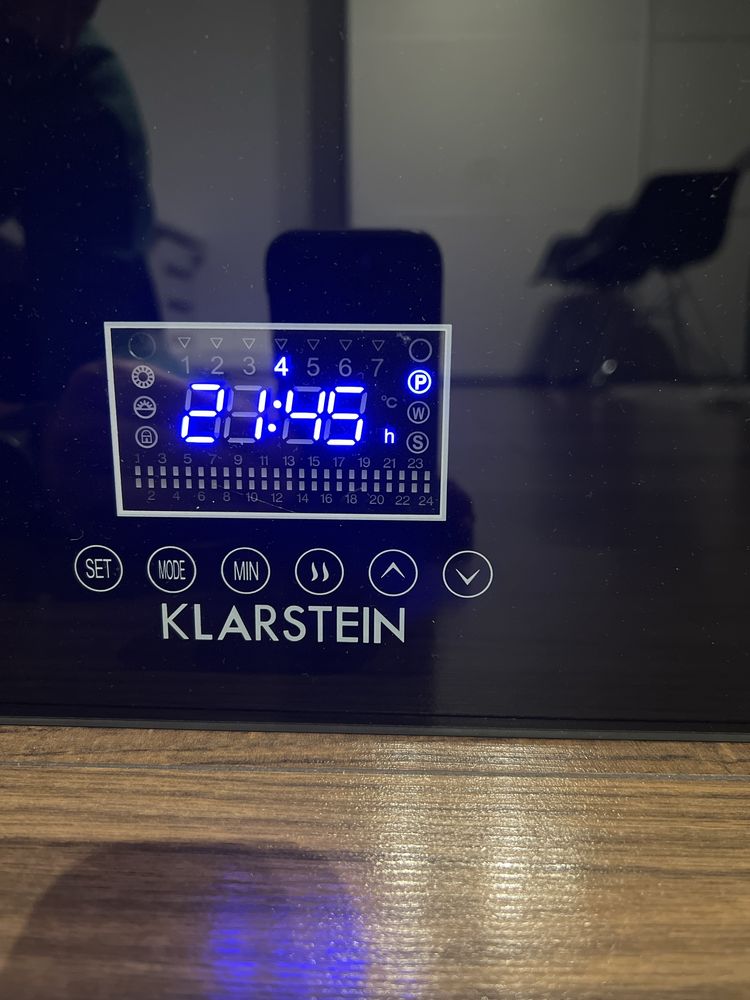 1 2 3 4 5 6 7
21:45
°C
h
P
W
S
1 3 5 7 9 11 13 15 17 19 21 23
2 4 6 8 10 12 14 16 18 20 22 24
SET MODE MIN
KLARSTEIN